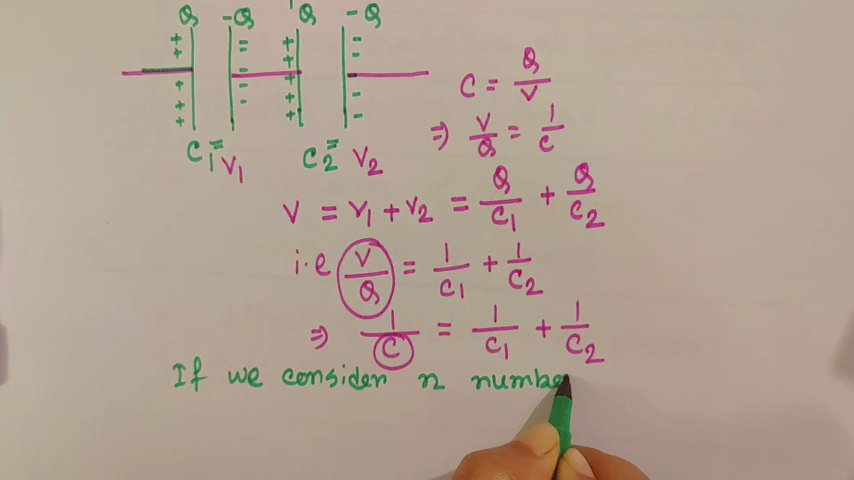 Q -Q Q -Q
C1 = V1 C2 = V2
C = Q/V
⇒ V/Q = 1/C
V = V1 + V2 = Q/C1 + Q/C2
i.e V/Q = 1/C1 + 1/C2
⇒ 1/C = 1/C1 + 1/C2
If we consider n numbe